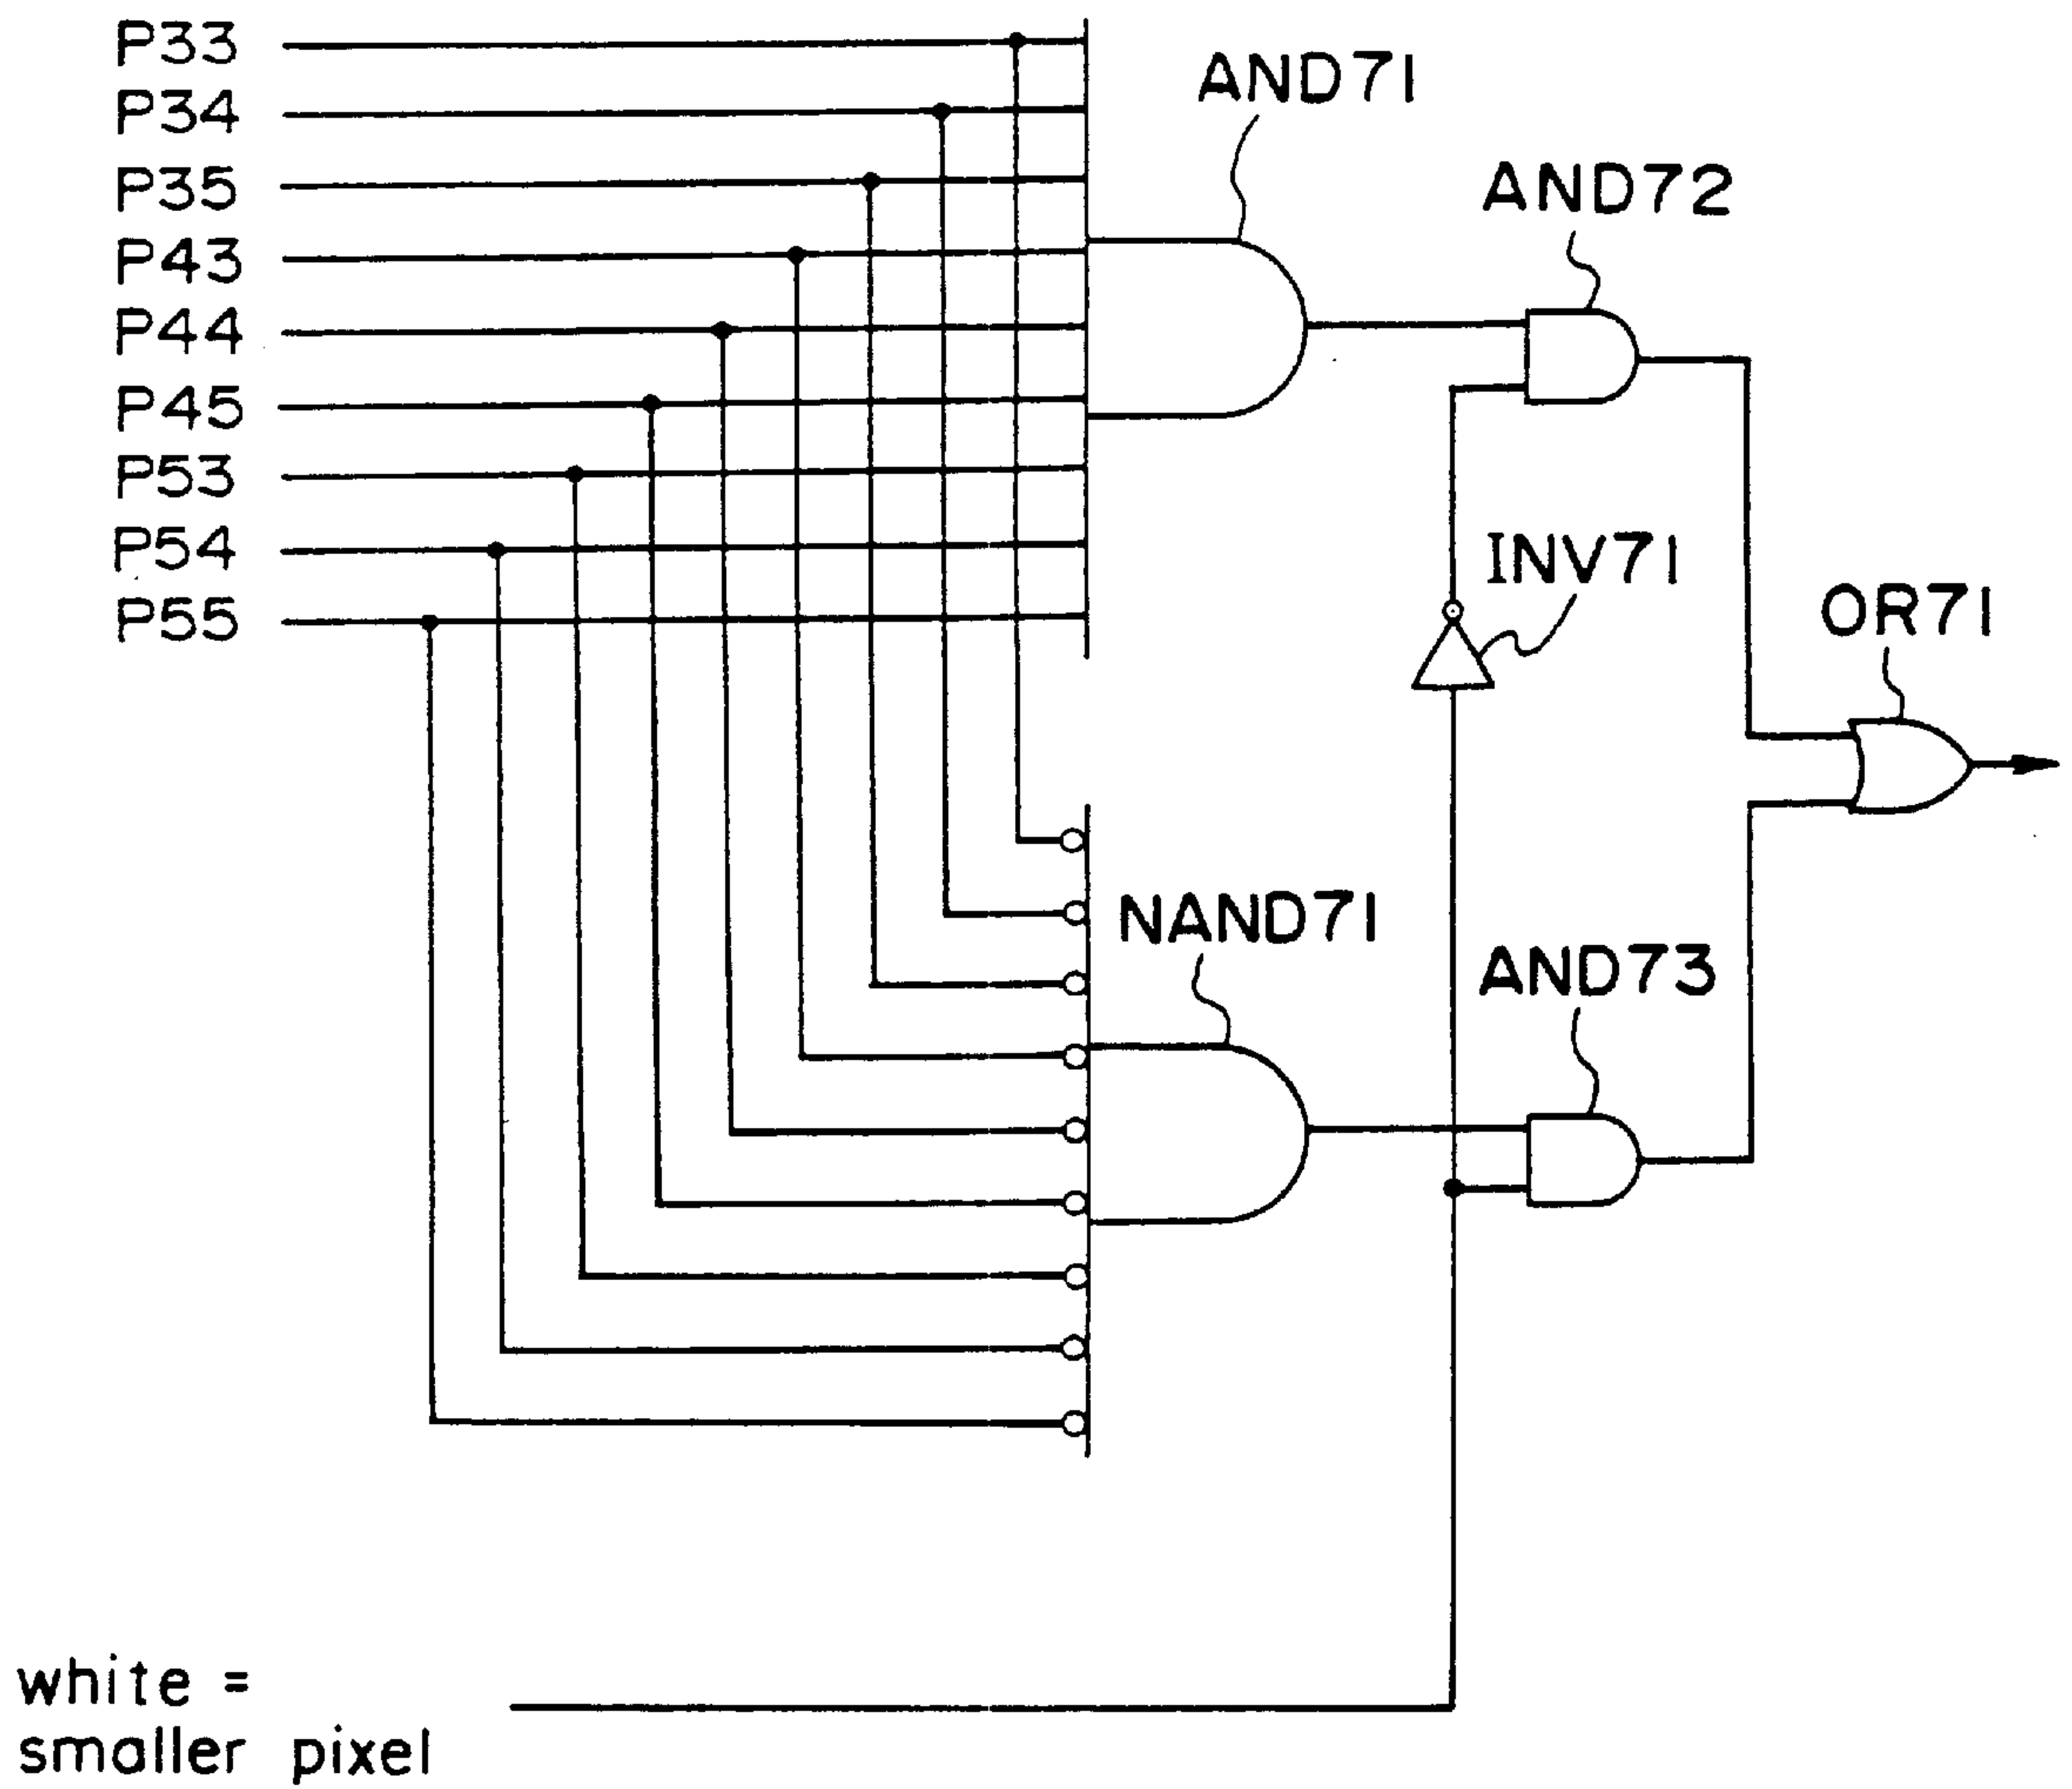 P33
P34
P35
P43
P44
P45
P53
P54
P55
AND71
AND72
INV71
OR71
NAND71
AND73
white =
smaller pixel